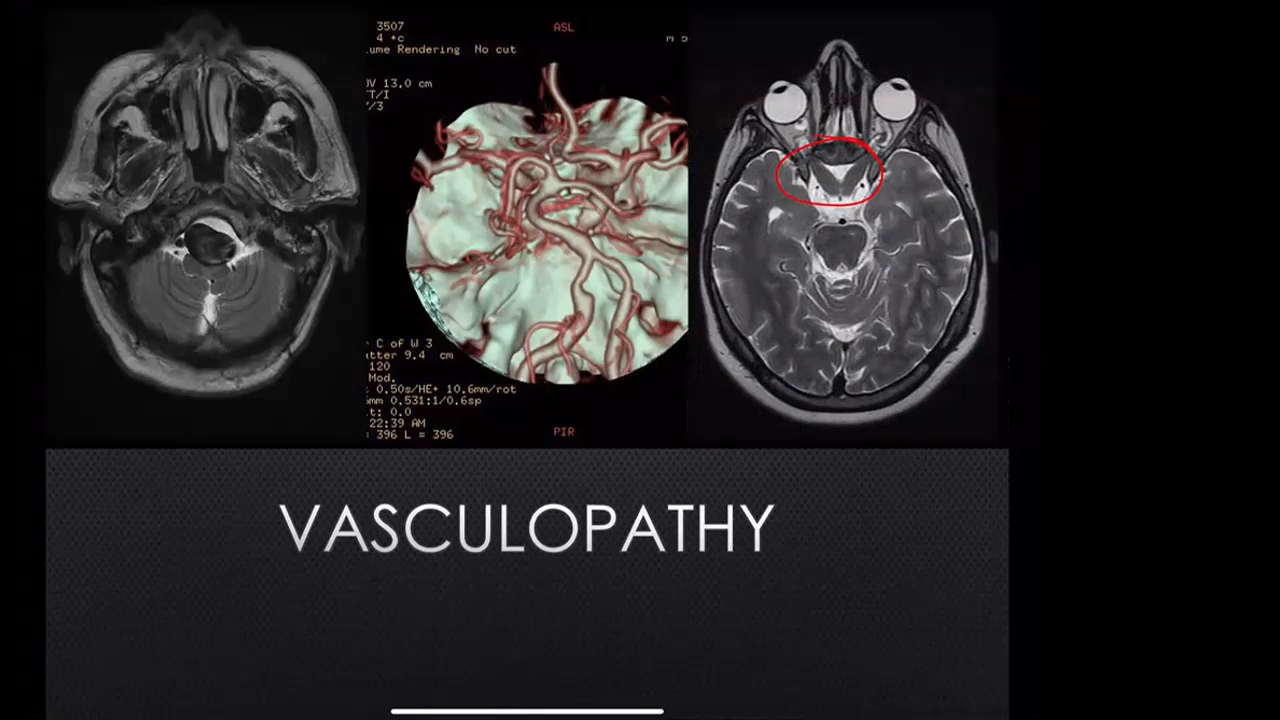 3507
ASL
4 +c
ume Rendering No cut
V 13.0 cm
T/I
/3
C of W 3
tter 9.4 cm
120
Mod.
0.50s/HE+ 10.6mm/rot
mm 0.531:1/0.6sp
t: 0.0
22:39 AM
= 396 L = 396
PIR
VASCULOPATHY